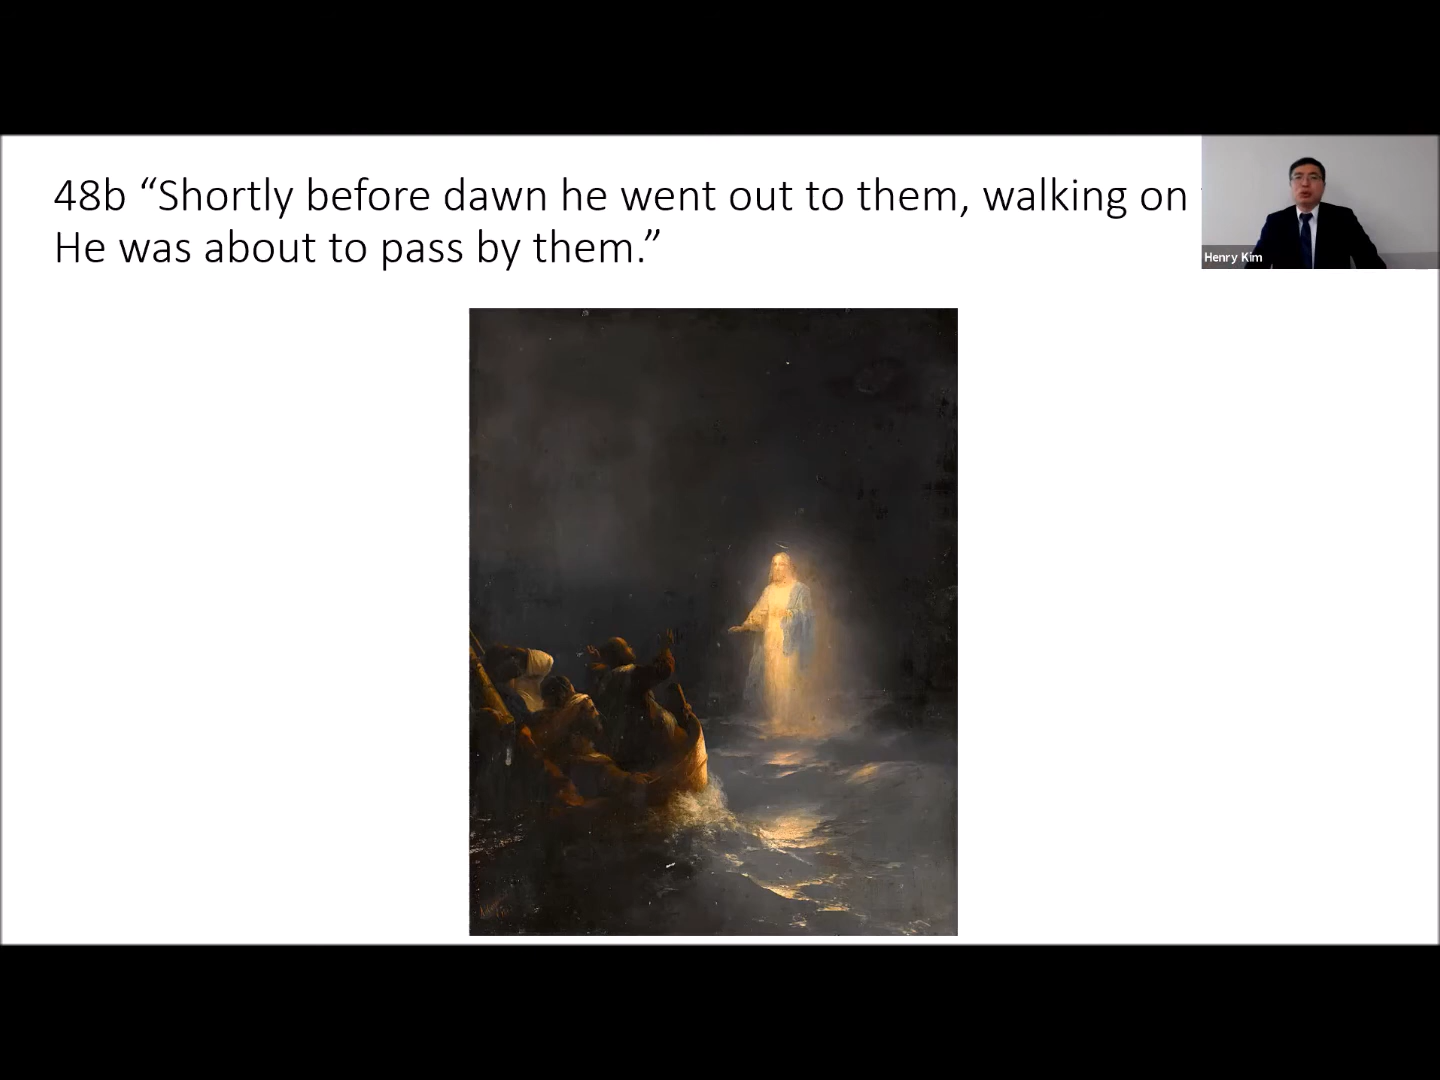 48b “Shortly before dawn he went out to them, walking on
He was about to pass by them.”
Henry Kim